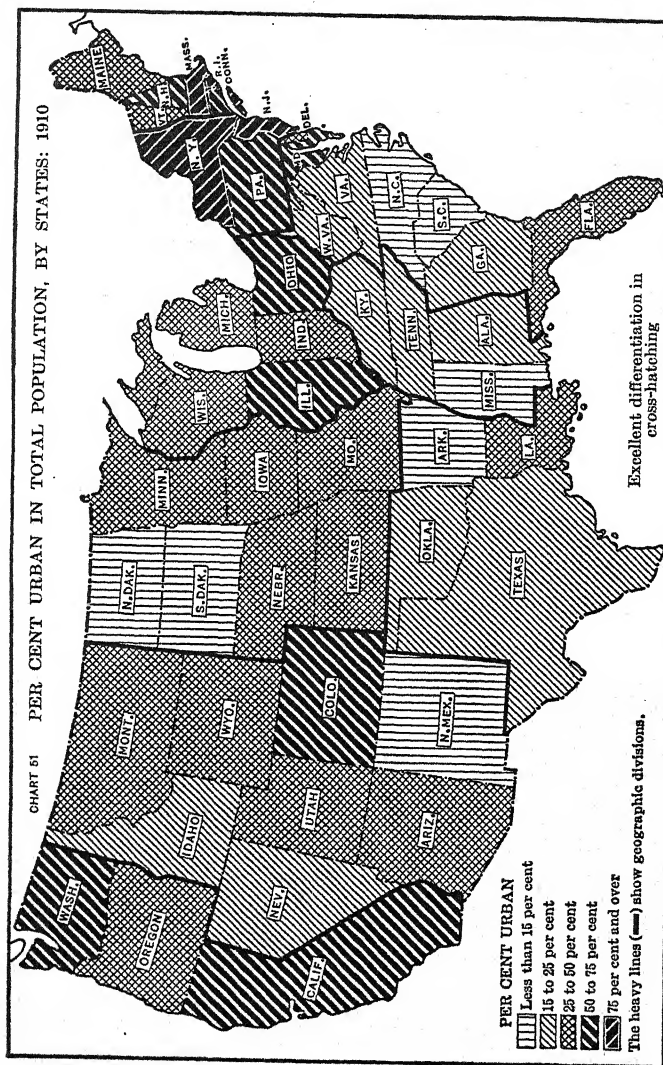 CHART 51 PER CENT URBAN IN TOTAL POPULATION, BY STATES: 1910
WASH.
OREGON
CALIF.
IDAHO
NEV.
MONT.
WYO.
UTAH
ARIZ.
COLO.
N.MEX.
N.DAK.
S.DAK.
NEBR.
KANSAS
OKLA.
TEXAS
MINN.
IOWA
MO.
ARK.
LA.
WIS.
ILL.
MICH.
IND.
OHIO
KY.
TENN.
MISS.
ALA.
GA.
FLA.
S.C.
N.C.
VA.
W.VA.
MD.
DEL.
PA.
N.J.
N.Y.
CONN.
R.I.
MASS.
VT.
N.H.
MAINE
PER CENT URBAN
Less than 15 per cent
15 to 25 per cent
25 to 50 per cent
50 to 75 per cent
75 per cent and over
The heavy lines (▬) show geographic divisions.
Excellent differentiation in
cross-hatching